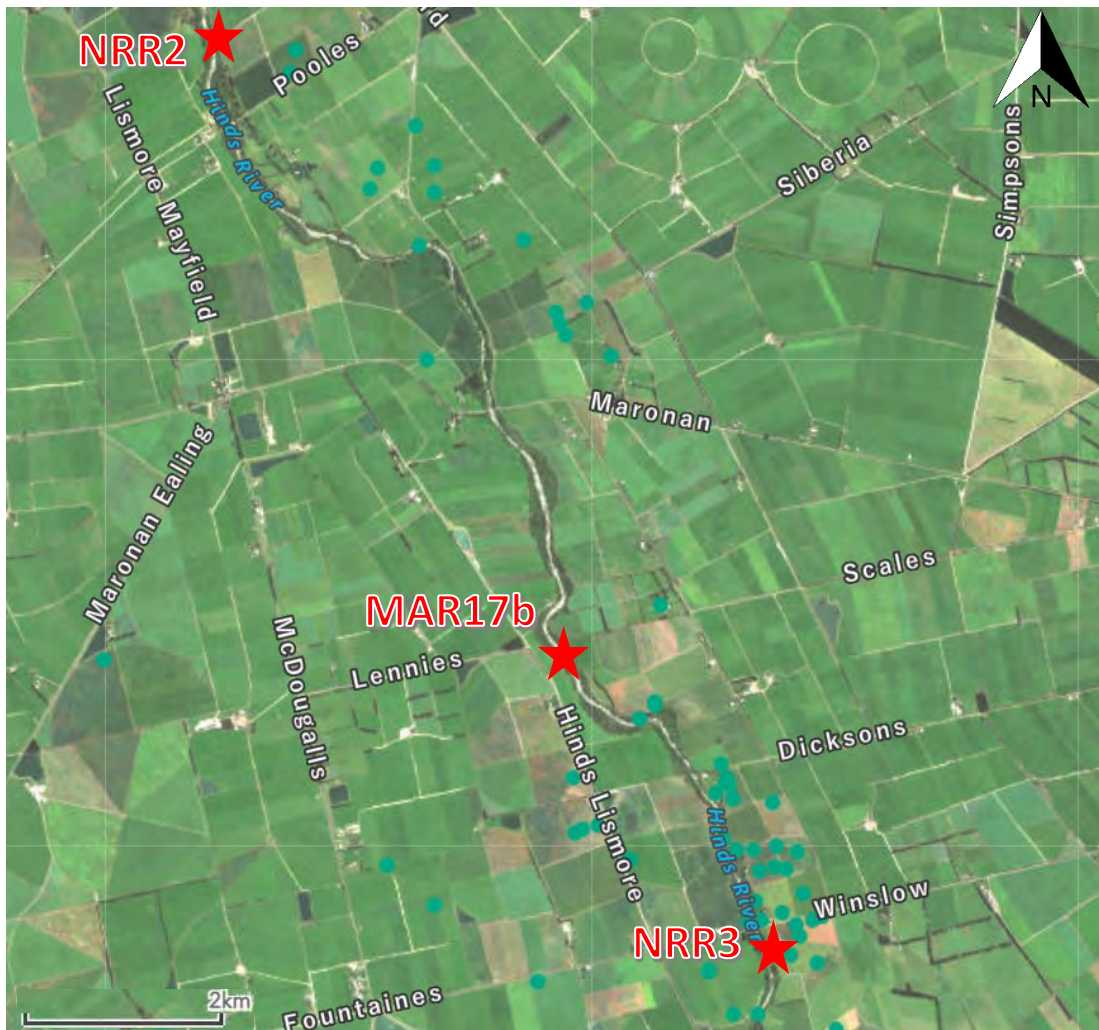 NRR2
Pooles
rd
N
Lismore Mayfield
Hinds River
Siberia
Simpsons
Maronan
Maronan Ealing
Scales
MAR17b
McDougalls
Lennies
Hinds Lismore
Dicksons
Hinds River
Winslow
NRR3
2km
Fountaines